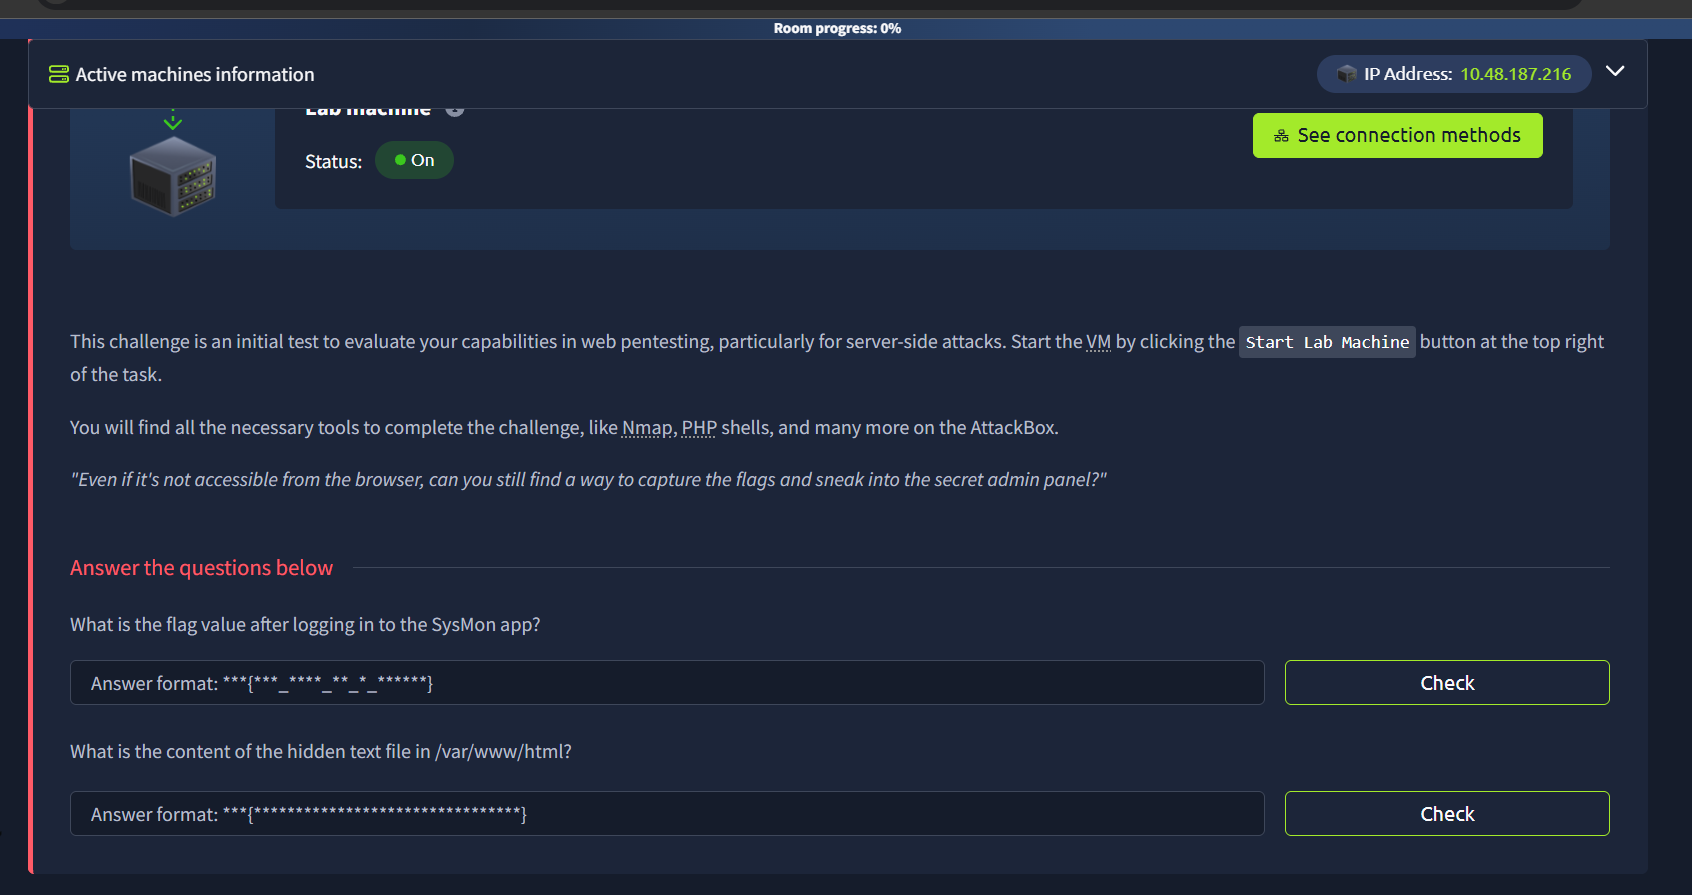 Room progress: 0%
Active machines information
IP Address: 10.48.187.216
Lab machine
See connection methods
Status: On
This challenge is an initial test to evaluate your capabilities in web pentesting, particularly for server-side attacks. Start the VM by clicking the Start Lab Machine button at the top right
of the task.
You will find all the necessary tools to complete the challenge, like Nmap, PHP shells, and many more on the AttackBox.
"Even if it's not accessible from the browser, can you still find a way to capture the flags and sneak into the secret admin panel?"
Answer the questions below
What is the flag value after logging in to the SysMon app?
Answer format: ***{***_****_**_*_******}
Check
What is the content of the hidden text file in /var/www/html?
Answer format: ***{********************************}
Check